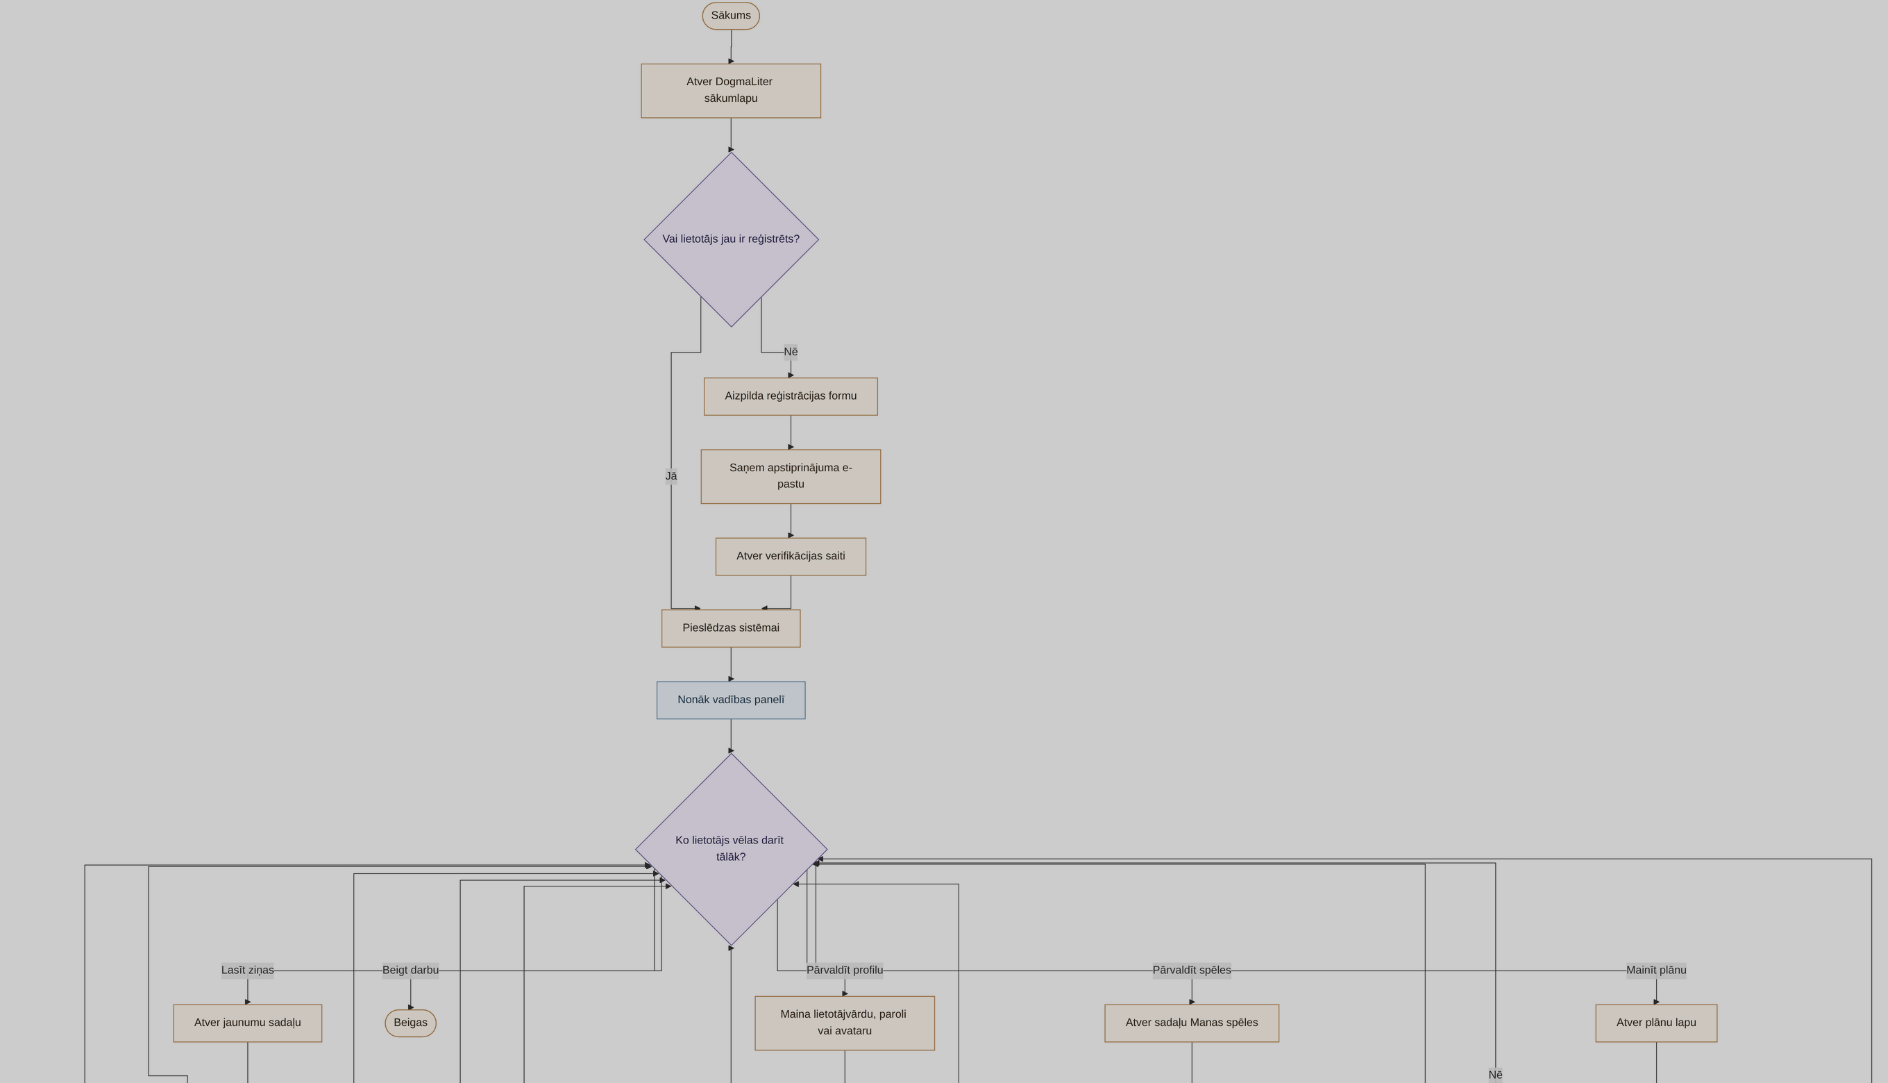 Sākums
Atver DogmaLiter
sākumlapu
Vai lietotājs jau ir reģistrēts?
Nē
Aizpilda reģistrācijas formu
Saņem apstiprinājuma e-
pastu
Jā
Atver verifikācijas saiti
Pieslēdzas sistēmai
Nonāk vadības panelī
Ko lietotājs vēlas darīt
tālāk?
Lasīt ziņas
Beigt darbu
Pārvaldīt profilu
Pārvaldīt spēles
Mainīt plānu
Atver jaunumu sadaļu
Beigas
Maina lietotājvārdu, paroli
vai avataru
Atver sadaļu Manas spēles
Atver plānu lapu
Nē